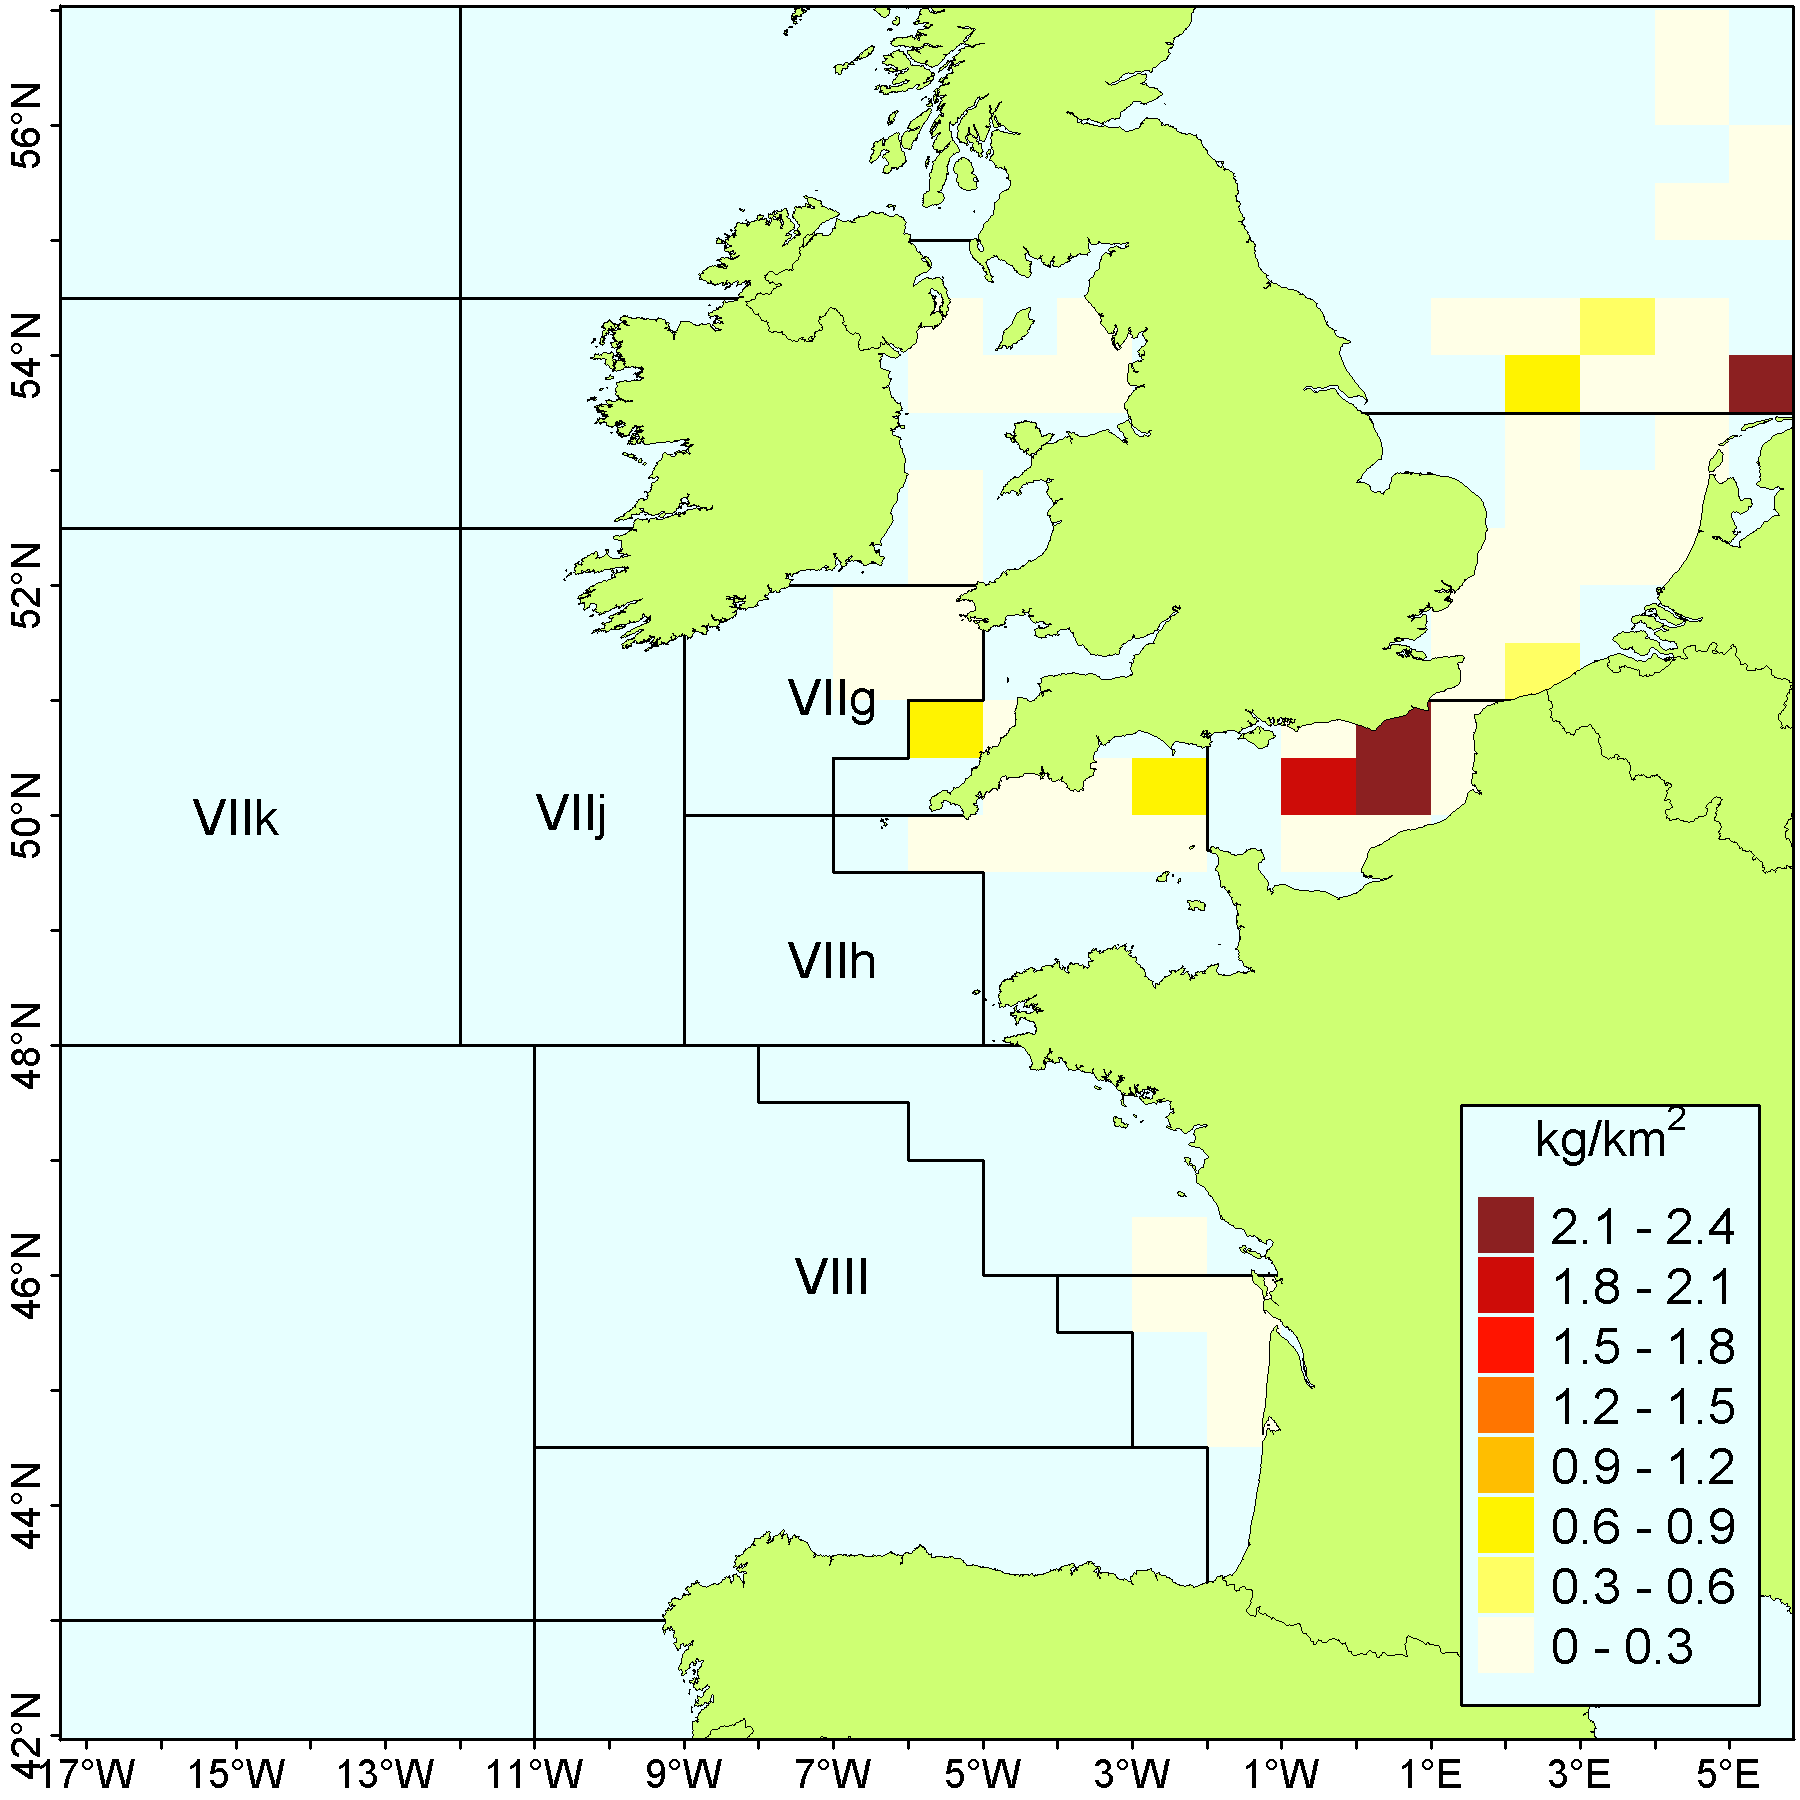 56°N
54°N
52°N
50°N
48°N
46°N
44°N
42°N
VIIg
VIIk
VIIj
VIIh
VIII
kg/km²
2.1 - 2.4
1.8 - 2.1
1.5 - 1.8
1.2 - 1.5
0.9 - 1.2
0.6 - 0.9
0.3 - 0.6
0 - 0.3
17°W 15°W 13°W 11°W 9°W 7°W 5°W 3°W 1°W 1°E 3°E 5°E